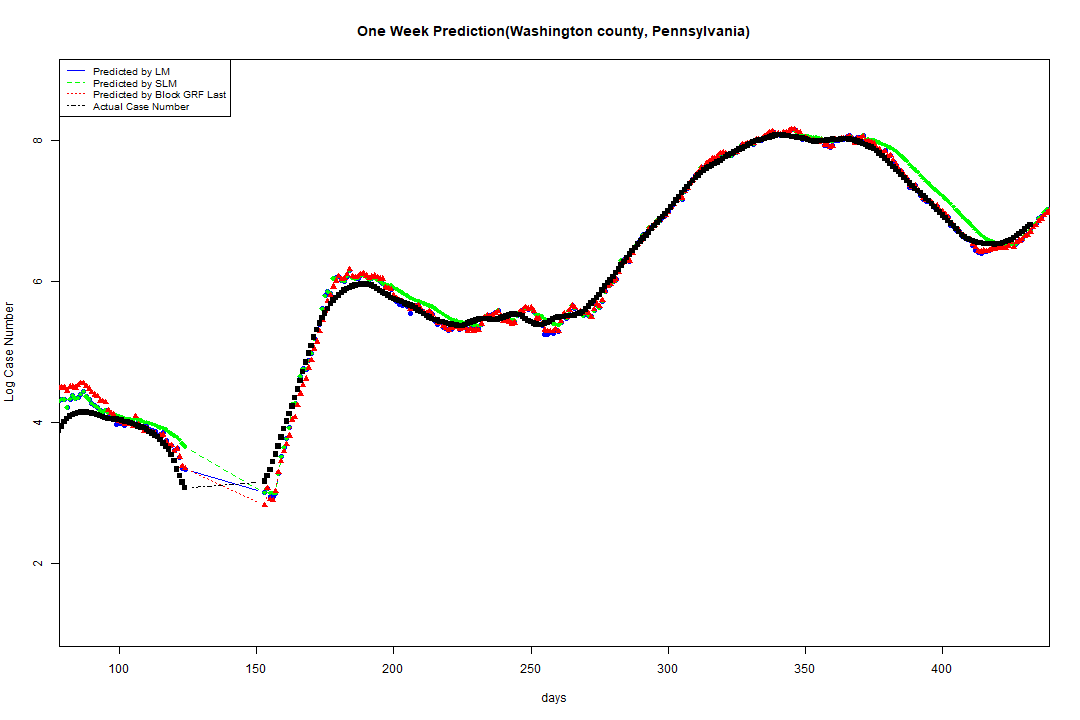 One Week Prediction(Washington county, Pennsylvania)
Predicted by LM
Predicted by SLM
Predicted by Block GRF Last
Actual Case Number
8
6
4
2
Log Case Number
100 150 200 250 300 350 400
days